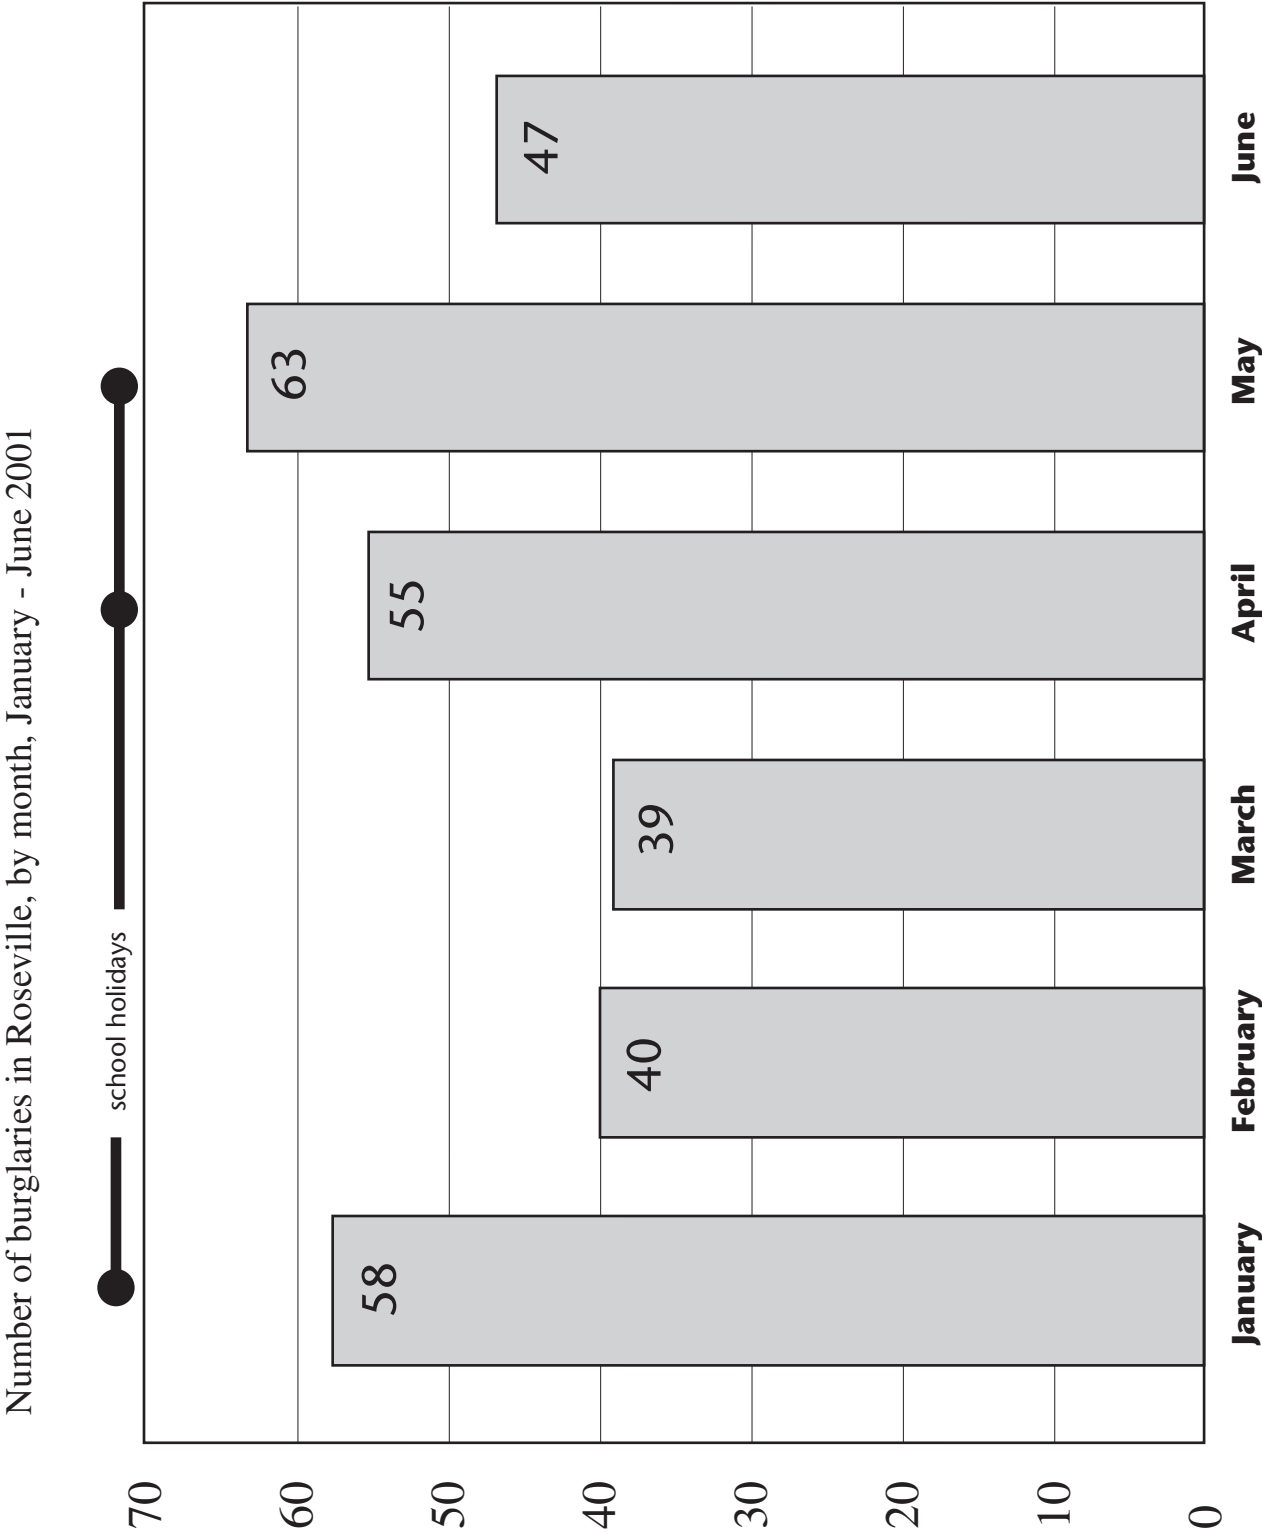 Number of burglaries in Roseville, by month, January - June 2001
school holidays
70
60
50
40
30
20
10
0
58
40
39
55
63
47
January
February
March
April
May
June